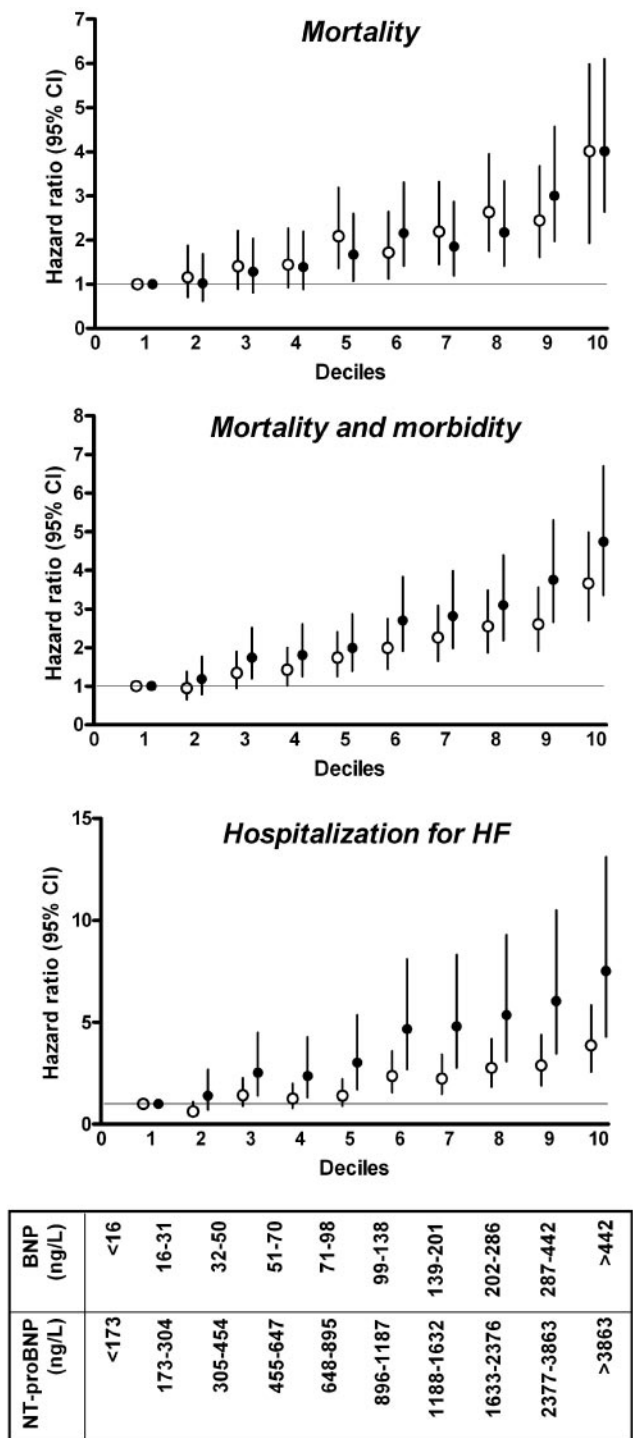 Mortality
Hazard ratio (95% CI)
7
6
5
4
3
2
1
0
0 1 2 3 4 5 6 7 8 9 10
Deciles
Mortality and morbidity
Hazard ratio (95% CI)
8
7
6
5
4
3
2
1
0
0 1 2 3 4 5 6 7 8 9 10
Deciles
Hospitalization for HF
Hazard ratio (95% CI)
15
10
5
0
0 1 2 3 4 5 6 7 8 9 10
Deciles
BNP (ng/L) <16 16-31 32-50 51-70 71-98 99-138 139-201 202-286 287-442 >442
NT-proBNP (ng/L) <173 173-304 305-454 455-647 648-895 896-1187 1188-1632 1633-2376 2377-3863 >3863